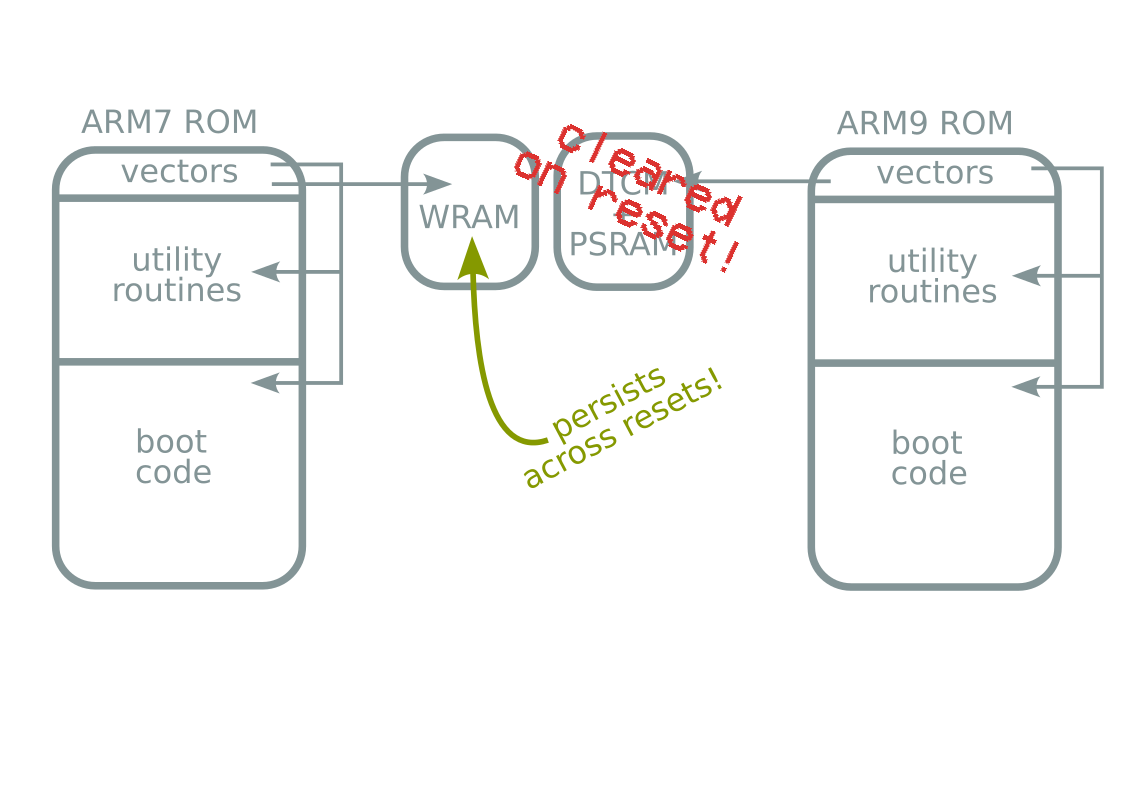 ARM7 ROM
vectors
utility
routines
boot
code
WRAM
DTCM
+
PSRAM
cleared
on reset!
persists
across resets!
ARM9 ROM
vectors
utility
routines
boot
code